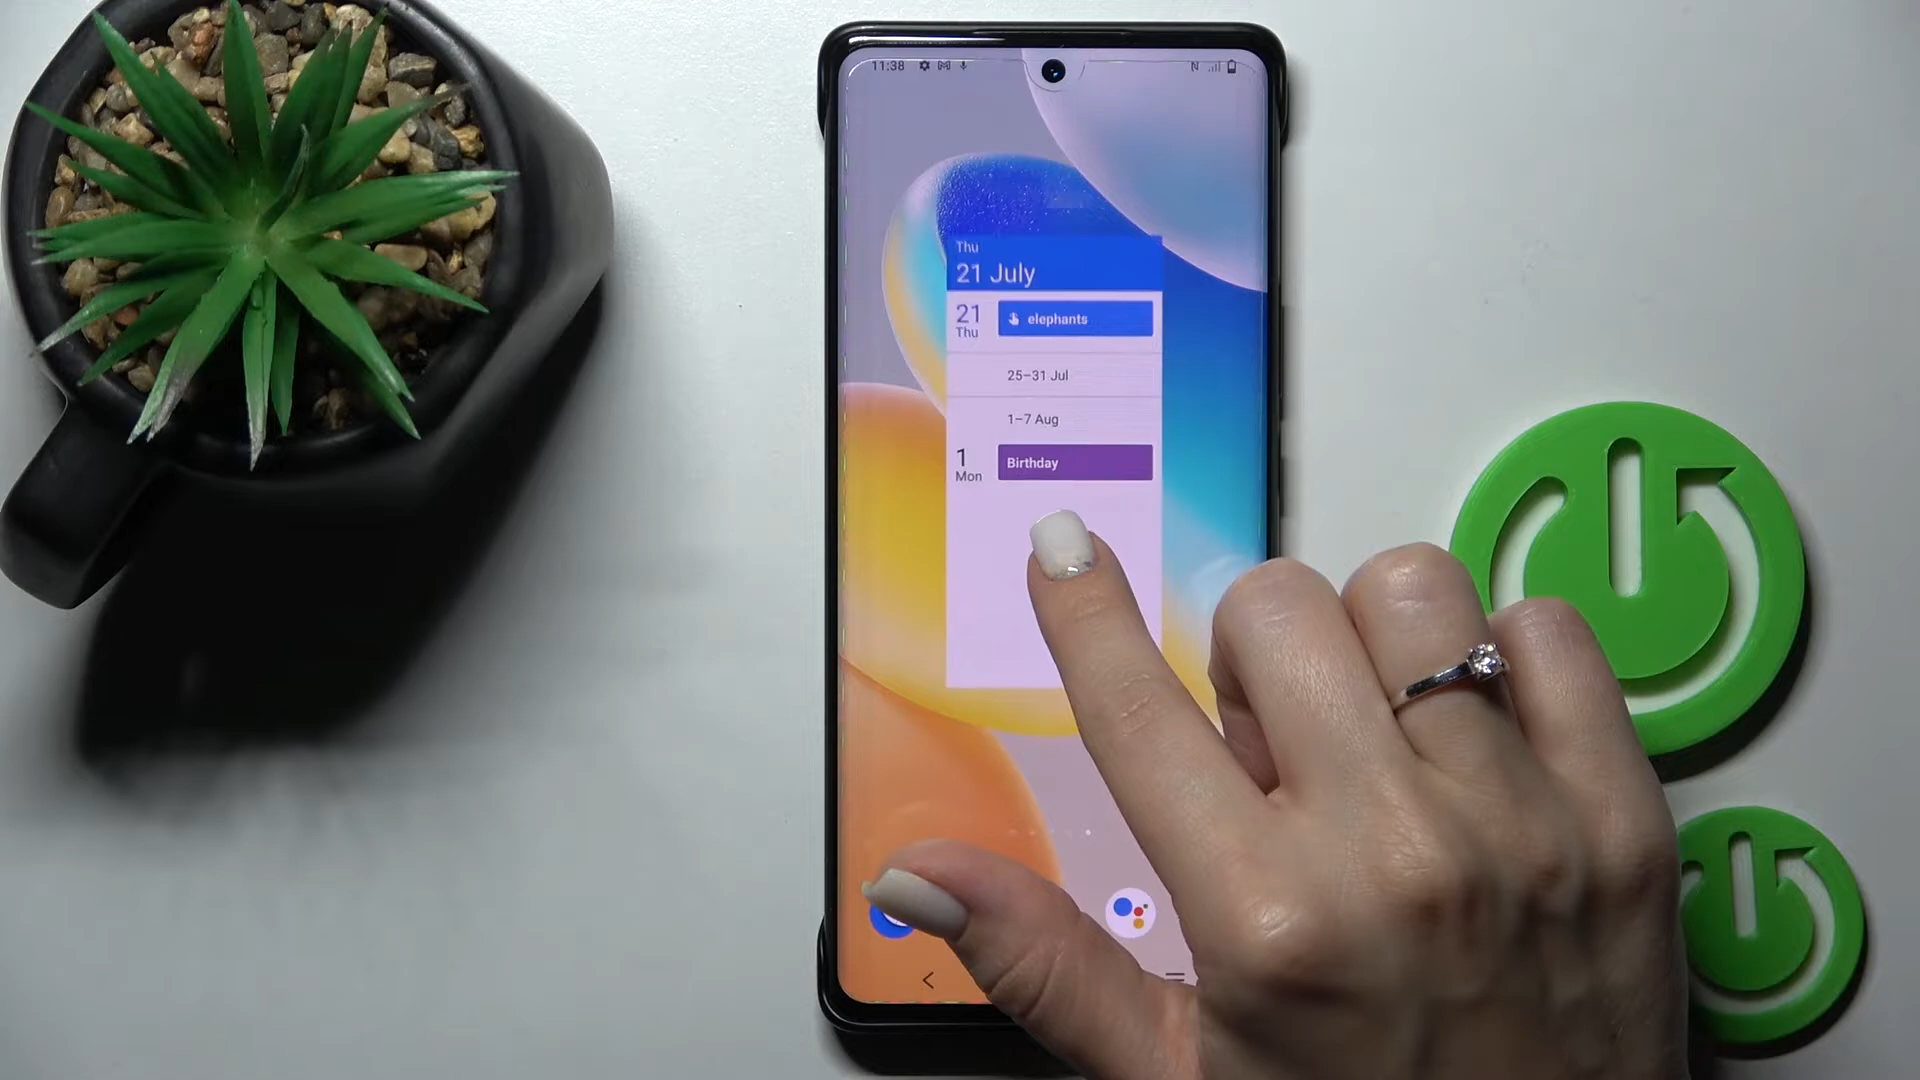 11:38
Thu
21 July
21
Thu
elephants
25–31 Jul
1–7 Aug
1
Mon
Birthday